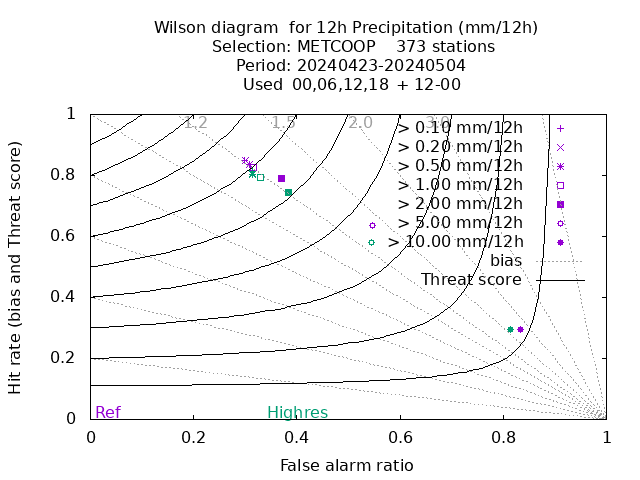 Wilson diagram for 12h Precipitation (mm/12h)
Selection: METCOOP 373 stations
Period: 20240423-20240504
Used 00,06,12,18 + 12-00
1.2 1.5 2.0 3.0
> 0.10 mm/12h
> 0.20 mm/12h
> 0.50 mm/12h
> 1.00 mm/12h
> 2.00 mm/12h
> 5.00 mm/12h
> 10.00 mm/12h
bias
Threat score
Hit rate (bias and Threat score)
1
0.8
0.6
0.4
0.2
0
Ref Highres
0 0.2 0.4 0.6 0.8 1
False alarm ratio